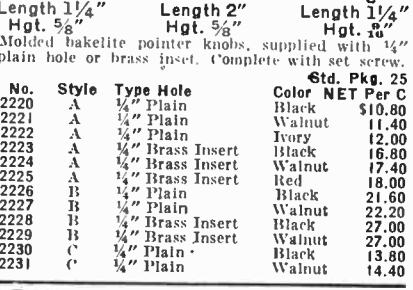 Length 1¼" Length 2" Length 1¼"
Hgt. ⅝" Hgt. ⅝" Hgt.
Molded bakelite pointer knobs, supplied with ¼"
plain hole or brass inset. Complete with set screw.
Std. Pkg. 25
No. Style Type Hole Color NET Per C
2220 A ¼" Plain Black $10.80
2221 A ¼" Plain Walnut 11.40
2222 A ¼" Plain Ivory 12.00
2223 A ¼" Brass Insert Black 16.80
2224 A ¼" Brass Insert Walnut 17.40
2225 A ¼" Brass Insert Red 18.00
2226 B ¼" Plain Black 21.60
2227 B ¼" Plain Walnut 22.20
2228 B ¼" Brass Insert Black 27.00
2229 B ¼" Brass Insert Walnut 27.00
2230 C ¼" Plain Black 13.80
2231 C ¼" Plain Walnut 14.40